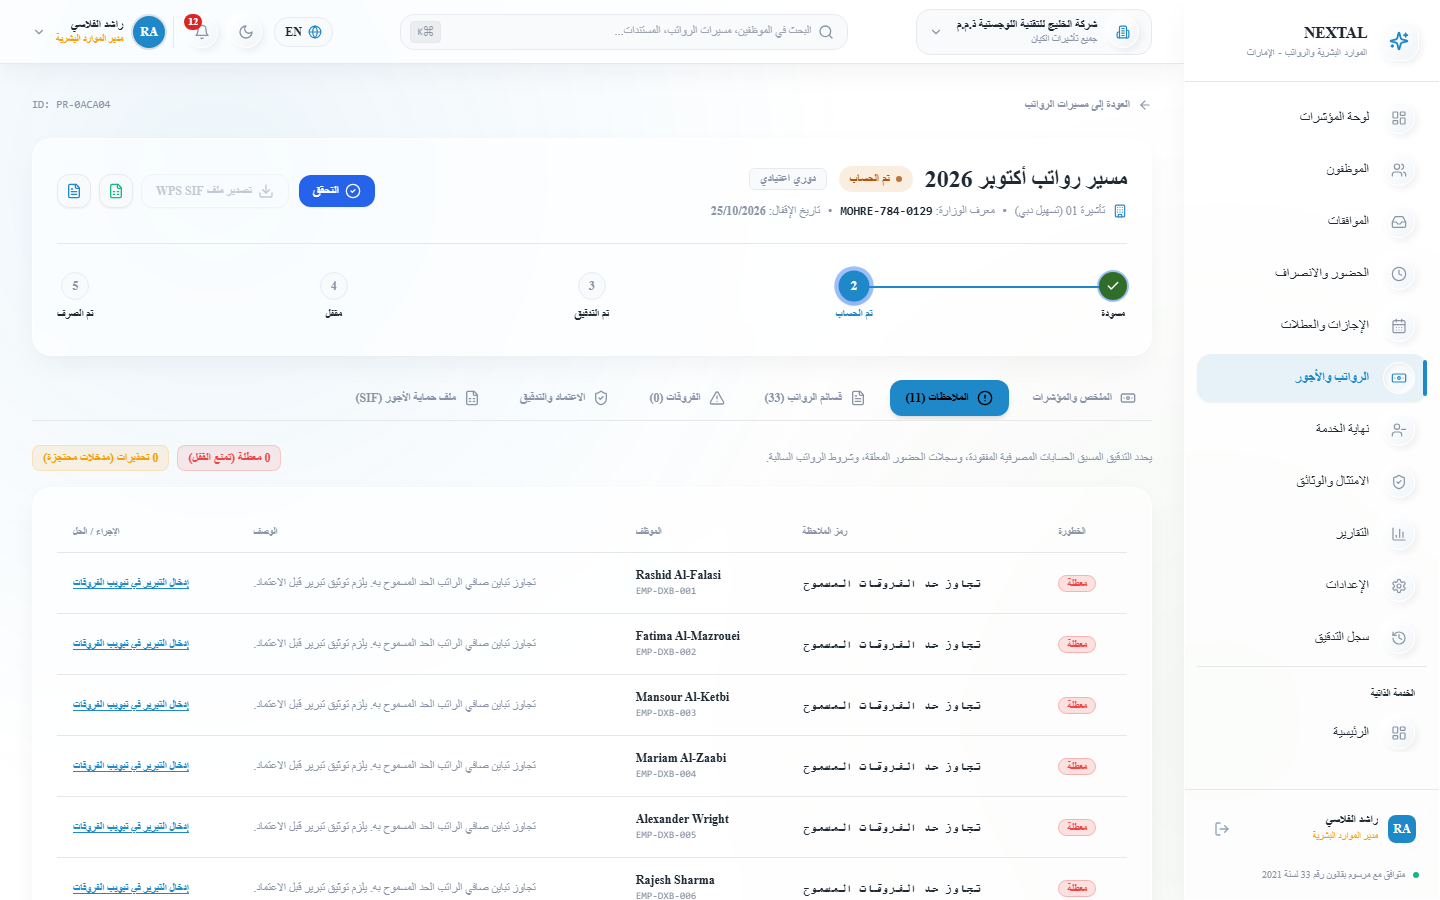 NEXTAL
الموارد البشرية والرواتب - الإمارات
لوحة المؤشرات
الموظفون
الموافقات
الحضور والانصراف
الإجازات والعطلات
الرواتب والأجور
نهاية الخدمة
الامتثال والوثائق
التقارير
الإعدادات
سجل التدقيق
الخدمة الذاتية
الرئيسية
RA
راشد الفلاسي
مدير الموارد البشرية
متوافق مع مرسوم بقانون رقم 33 لسنة 2021
شركة الخليج للتقنية اللوجستية ذ.م.م
جميع تأشيرات الكيان
البحث في الموظفين، مسيرات الرواتب، المستندات...
⌘K
EN
12
RA
راشد الفلاسي
مدير الموارد البشرية
العودة إلى مسيرات الرواتب
ID: PR-0ACA04
مسير رواتب أكتوبر 2026
تم الحساب
دوري اعتيادي
تأشيرة 01 (تسهيل دبي) • معرف الوزارة: MOHRE-784-0129 • تاريخ الإقفال: 25/10/2026
التحقق
تصدير ملف WPS SIF
مسودة
2
تم الحساب
3
تم التدقيق
4
مقفل
5
تم الصرف
الملخص والمؤشرات
الملاحظات (11)
قسائم الرواتب (33)
الفروقات (0)
الاعتماد والتدقيق
ملف حماية الأجور (SIF)
يحدد التدقيق المسبق الحسابات المصرفية المفقودة، وسجلات الحضور المعلقة، وشروط الرواتب السالبة.
0 معطلة (تمنع القفل)
0 تحذيرات (مدخلات محتجزة)
الخطورة
رمز الملاحظة
الموظف
الوصف
الإجراء / الحل
معطلة
تجاوز حد الفروقات المسموح
Rashid Al-Falasi
EMP-DXB-001
تجاوز تباين صافي الراتب الحد المسموح به. يلزم توثيق تبرير قبل الاعتماد.
إدخال التبرير في تبويب الفروقات
معطلة
تجاوز حد الفروقات المسموح
Fatima Al-Mazrouei
EMP-DXB-002
تجاوز تباين صافي الراتب الحد المسموح به. يلزم توثيق تبرير قبل الاعتماد.
إدخال التبرير في تبويب الفروقات
معطلة
تجاوز حد الفروقات المسموح
Mansour Al-Ketbi
EMP-DXB-003
تجاوز تباين صافي الراتب الحد المسموح به. يلزم توثيق تبرير قبل الاعتماد.
إدخال التبرير في تبويب الفروقات
معطلة
تجاوز حد الفروقات المسموح
Mariam Al-Zaabi
EMP-DXB-004
تجاوز تباين صافي الراتب الحد المسموح به. يلزم توثيق تبرير قبل الاعتماد.
إدخال التبرير في تبويب الفروقات
معطلة
تجاوز حد الفروقات المسموح
Alexander Wright
EMP-DXB-005
تجاوز تباين صافي الراتب الحد المسموح به. يلزم توثيق تبرير قبل الاعتماد.
إدخال التبرير في تبويب الفروقات
معطلة
تجاوز حد الفروقات المسموح
Rajesh Sharma
EMP-DXB-006
تجاوز تباين صافي الراتب الحد المسموح به. يلزم توثيق تبرير قبل الاعتماد.
إدخال التبرير في تبويب الفروقات